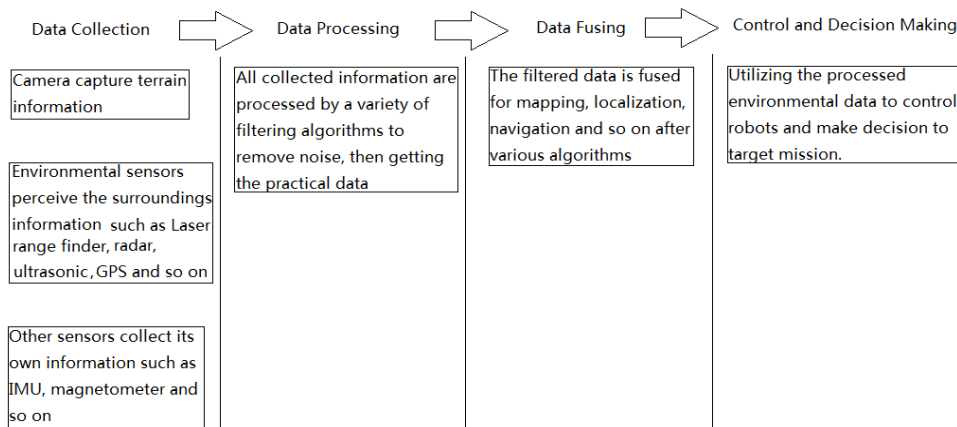 Data Collection
Data Processing
Data Fusing
Control and Decision Making
Camera capture terrain
information
Environmental sensors
perceive the surroundings
information such as Laser
range finder, radar,
ultrasonic, GPS and so on
Other sensors collect its
own information such as
IMU, magnetometer and
so on
All collected information are
processed by a variety of
filtering algorithms to
remove noise, then getting
the practical data
The filtered data is fused
for mapping, localization,
navigation and so on after
various algorithms
Utilizing the processed
environmental data to control
robots and make decision to
target mission.